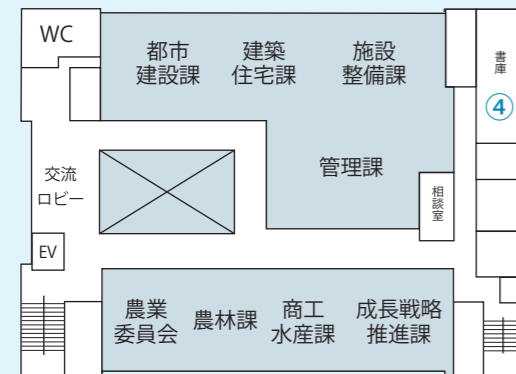 WC
都市
建設課
建築
住宅課
施設
整備課
書庫
④
管理課
交流
ロビー
相談室
EV
農業
委員会
農林課
商工
水産課
成長戦略
推進課